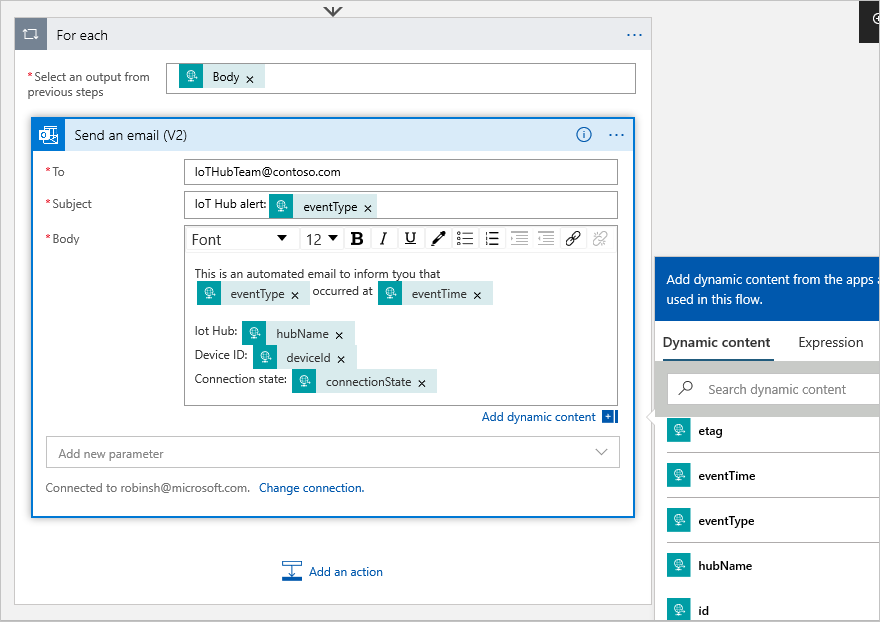 For each
*Select an output from
previous steps
Body ×
Send an email (V2)
*To
IoTHubTeam@contoso.com
*Subject
IoT Hub alert: eventType ×
*Body
Font 12 B I U
This is an automated email to inform tyou that
eventType × occurred at eventTime ×
Iot Hub: hubName ×
Device ID: deviceId ×
Connection state: connectionState ×
Add dynamic content
Add new parameter
Connected to robinsh@microsoft.com. Change connection.
Add an action
Add dynamic content from the apps a
used in this flow.
Dynamic content Expression
Search dynamic content
etag
eventTime
eventType
hubName
id